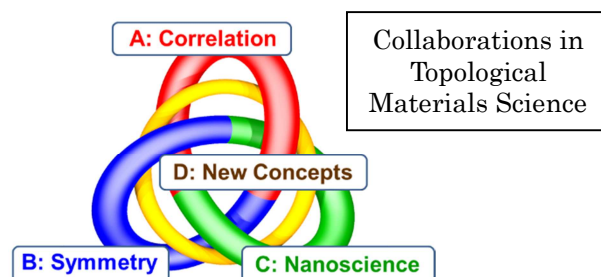 A: Correlation
Collaborations in
Topological
Materials Science
D: New Concepts
B: Symmetry
C: Nanoscience